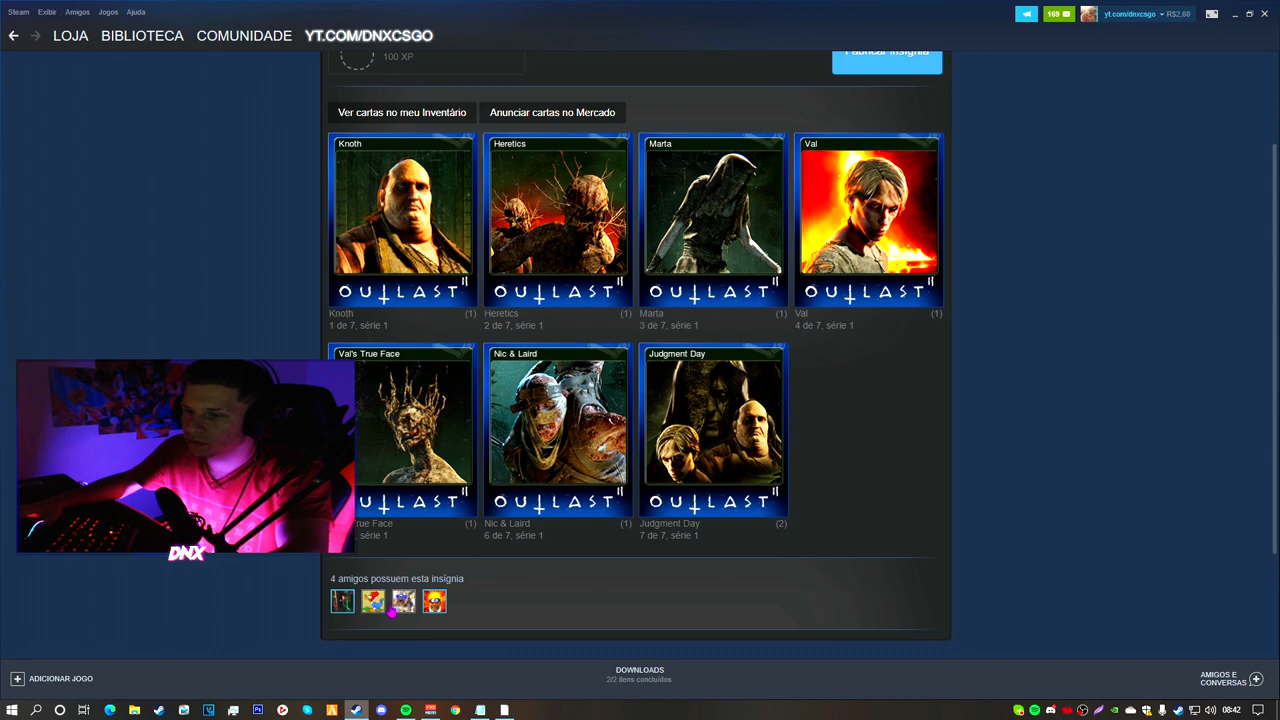 Steam Exibir Amigos Jogos Ajuda
169 yt.com/dnxcsgo R$2,60
LOJA BIBLIOTECA COMUNIDADE YT.COM/DNXCSGO
100 XP
Fabricar insígnia
Ver cartas no meu Inventário Anunciar cartas no Mercado
Knoth Heretics Marta Val
OUTLAST II OUTLAST II OUTLAST II OUTLAST II
Knoth (1) Heretics (1) Marta (1) Val (1)
1 de 7, série 1 2 de 7, série 1 3 de 7, série 1 4 de 7, série 1
Val's True Face Nic & Laird Judgment Day
UTLAST II OUTLAST II OUTLAST II
rue Face (1) Nic & Laird (1) Judgment Day (2)
série 1 6 de 7, série 1 7 de 7, série 1
DNX
4 amigos possuem esta insígnia
ADICIONAR JOGO
DOWNLOADS
2/2 itens concluídos
AMIGOS E
CONVERSAS
08:42